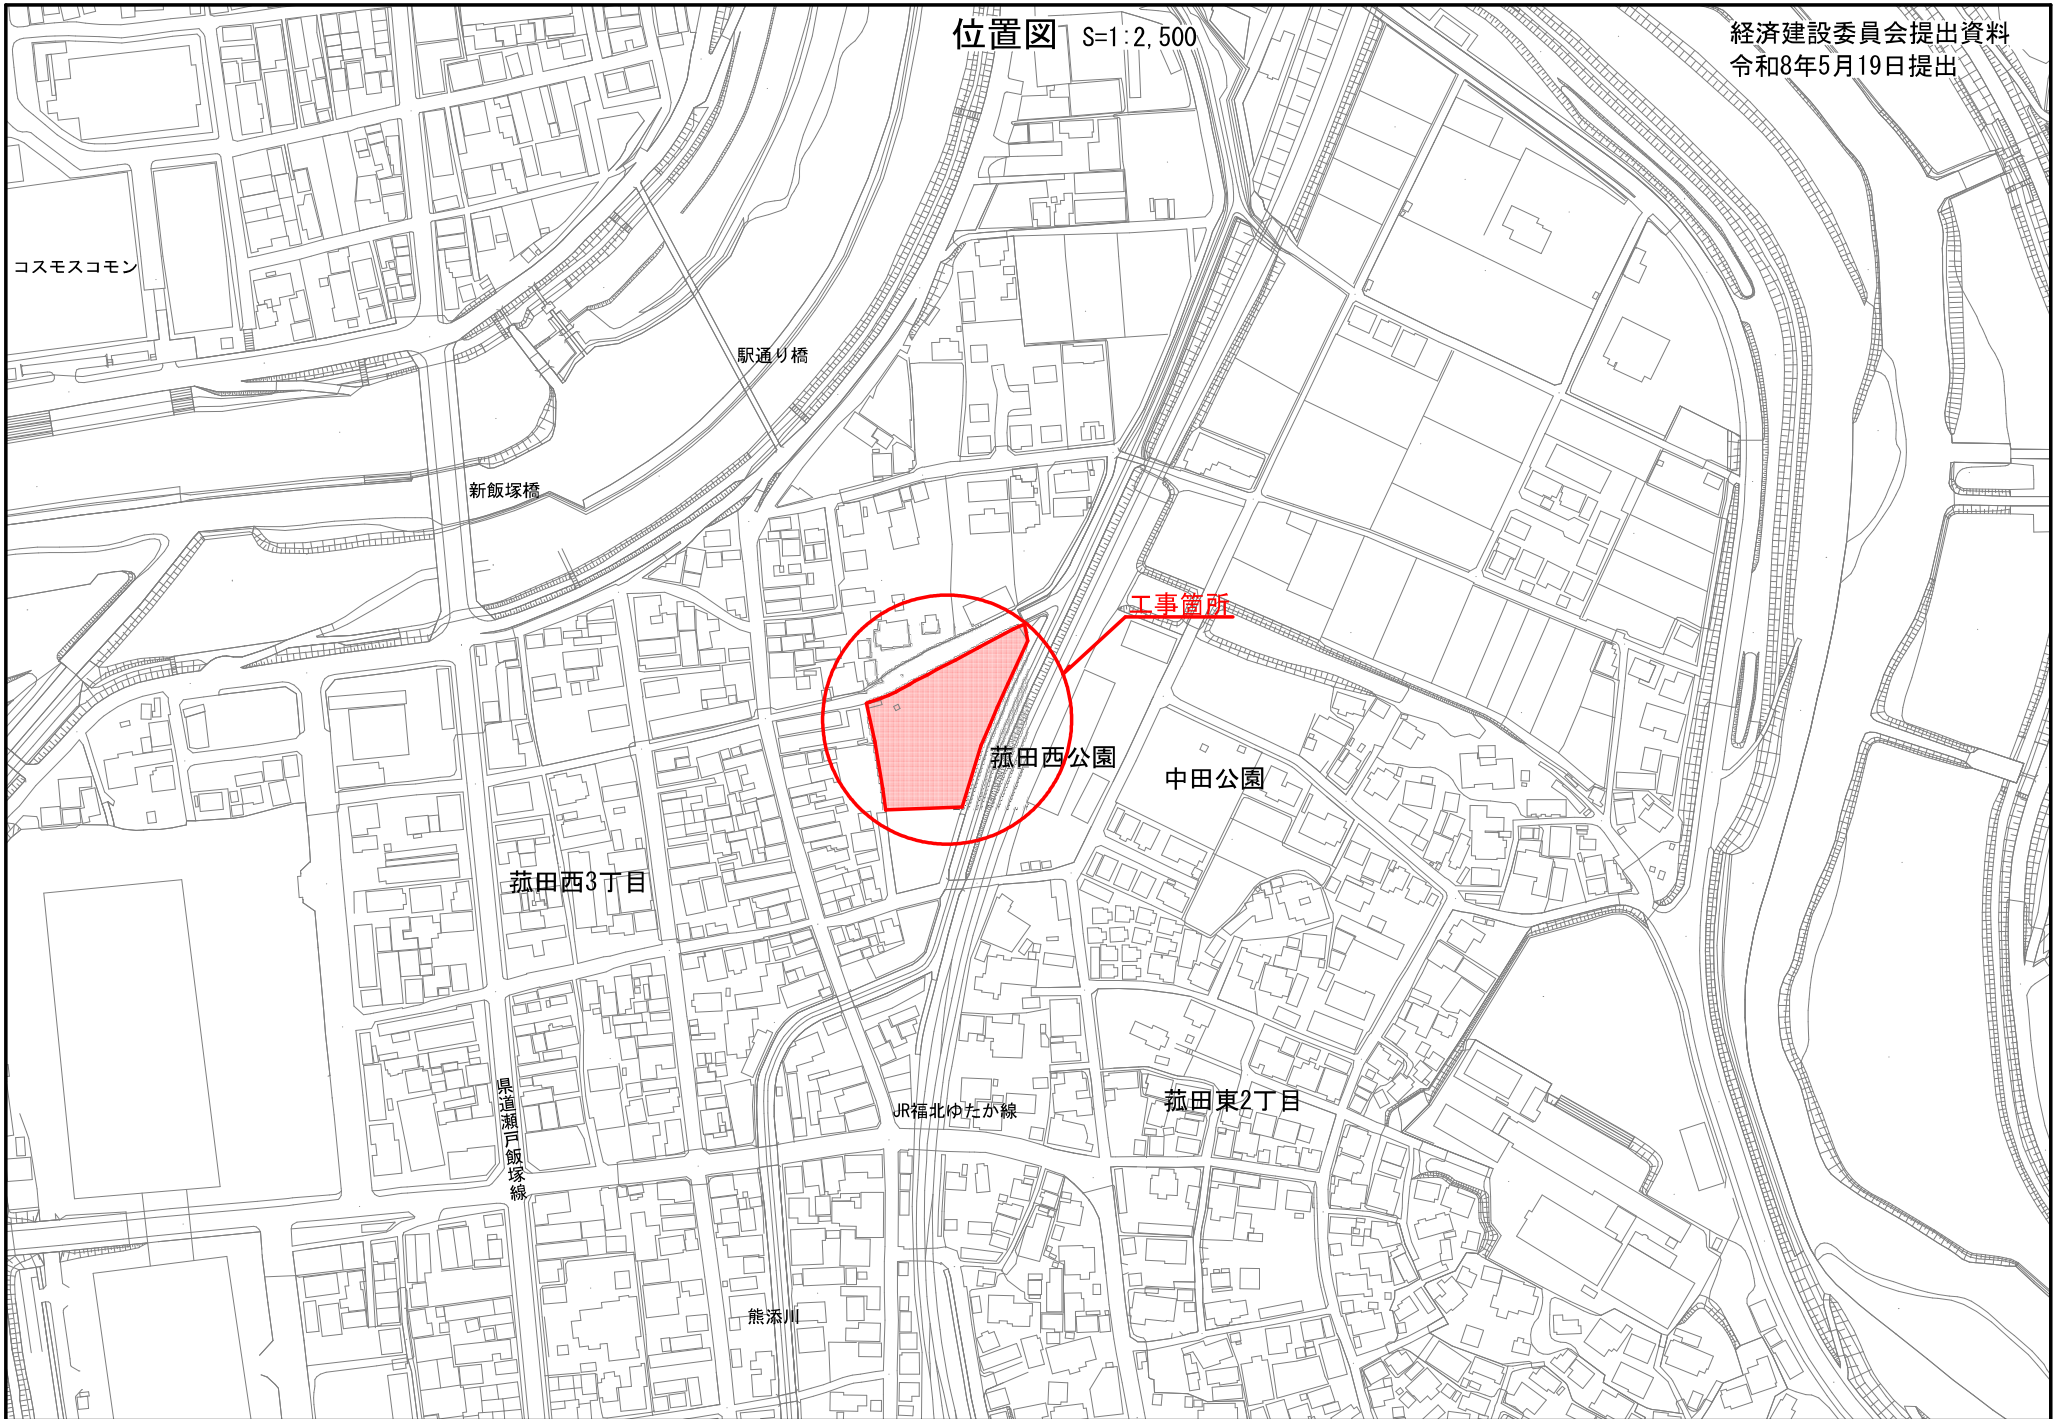 位置図 S=1:2,500
経済建設委員会提出資料
令和8年5月19日提出
コスモスコモン
駅通り橋
新飯塚橋
工事箇所
菰田西公園
中田公園
菰田西3丁目
県道瀬戸飯塚線
JR福北ゆたか線
菰田東2丁目
熊添川